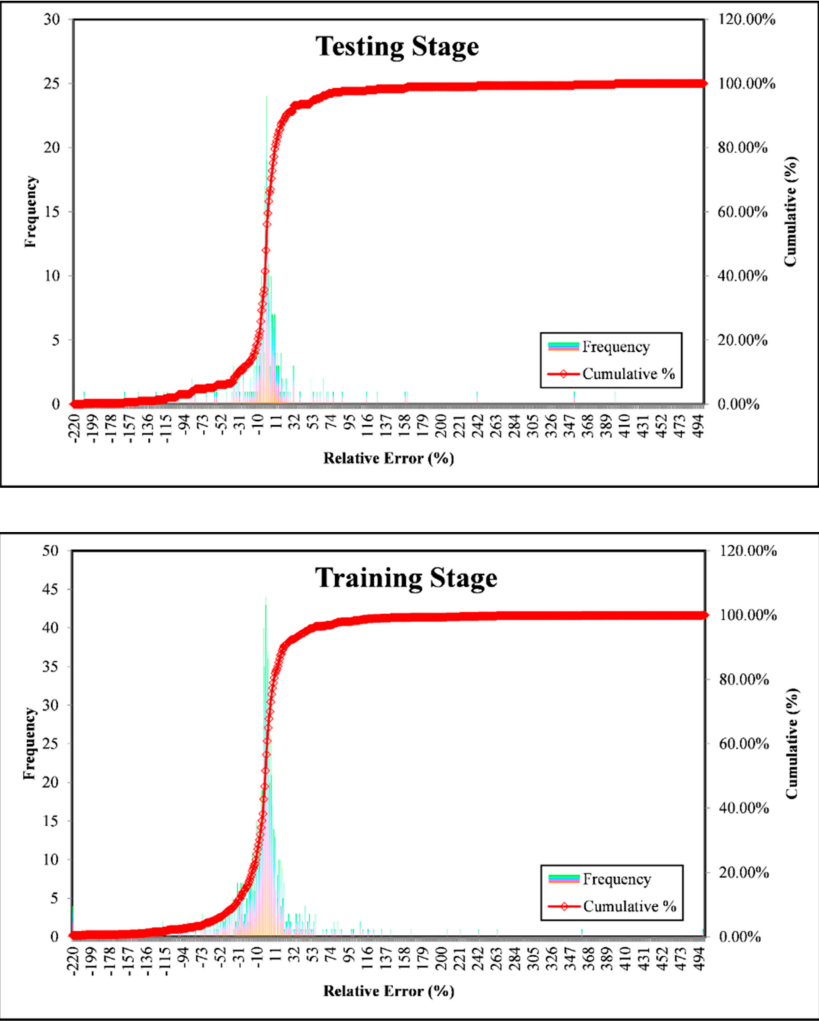 Testing Stage
30
25
20
15
10
5
0
Frequency
120.00%
100.00%
80.00%
60.00%
40.00%
20.00%
0.00%
Cumulative (%)
Frequency
Cumulative %
-220 -199 -178 -157 -136 -115 -94 -73 -52 -31 -10 11 32 53 74 95 116 137 158 179 200 221 242 263 284 305 326 347 368 389 410 431 452 473 494
Relative Error (%)
Training Stage
50
45
40
35
30
25
20
15
10
5
0
Frequency
120.00%
100.00%
80.00%
60.00%
40.00%
20.00%
0.00%
Cumulative (%)
Frequency
Cumulative %
-220 -199 -178 -157 -136 -115 -94 -73 -52 -31 -10 11 32 53 74 95 116 137 158 179 200 221 242 263 284 305 326 347 368 389 410 431 452 473 494
Relative Error (%)